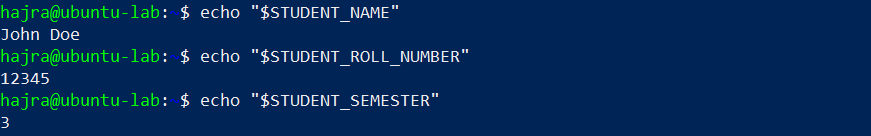 hajra@ubuntu-lab:~$ echo "$STUDENT_NAME"
John Doe
hajra@ubuntu-lab:~$ echo "$STUDENT_ROLL_NUMBER"
12345
hajra@ubuntu-lab:~$ echo "$STUDENT_SEMESTER"
3